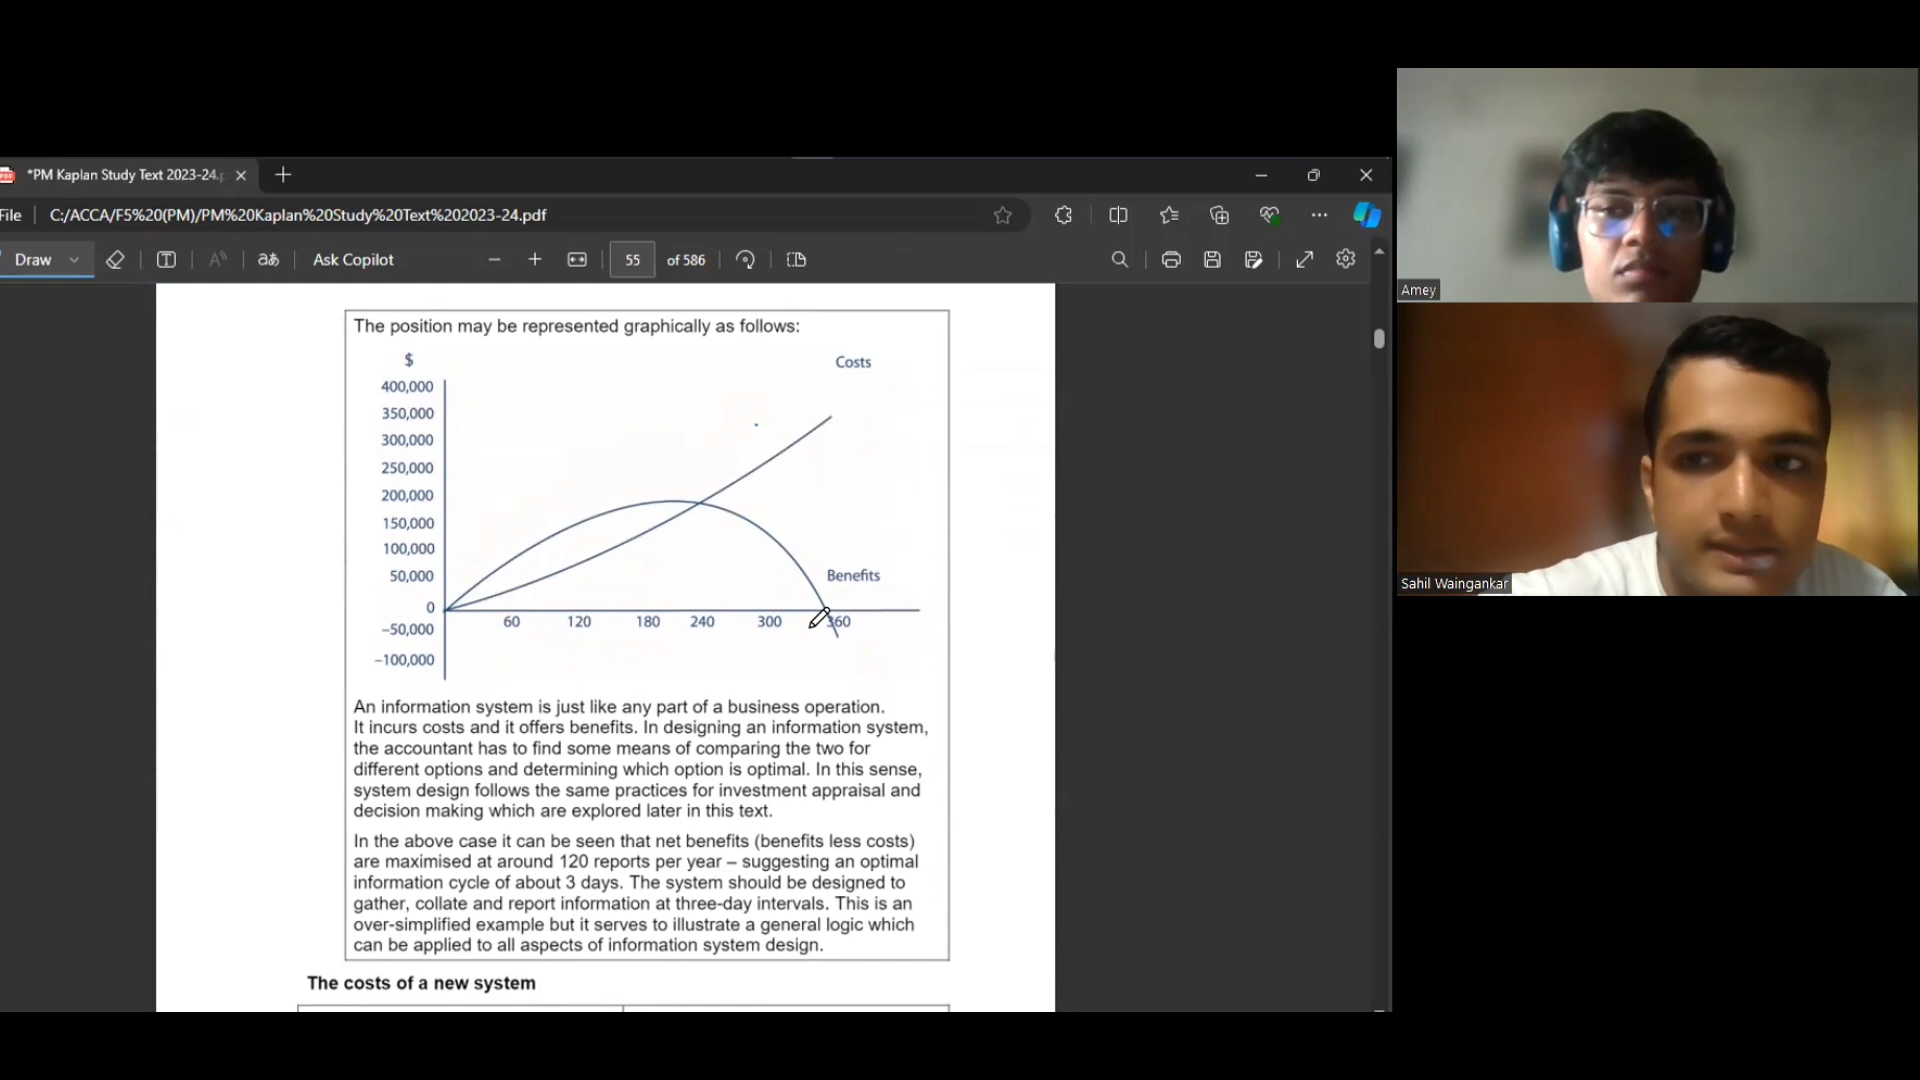 *PM Kaplan Study Text 2023-24.p
File
C:/ACCA/F5%20(PM)/PM%20Kaplan%20Study%20Text%202023-24.pdf
Draw
aあ
Ask Copilot
55
of 586
The position may be represented graphically as follows:
$
Costs
400,000
350,000
300,000
250,000
200,000
150,000
100,000
50,000
Benefits
0
60
120
180
240
300
360
–50,000
–100,000
An information system is just like any part of a business operation.
It incurs costs and it offers benefits. In designing an information system,
the accountant has to find some means of comparing the two for
different options and determining which option is optimal. In this sense,
system design follows the same practices for investment appraisal and
decision making which are explored later in this text.
In the above case it can be seen that net benefits (benefits less costs)
are maximised at around 120 reports per year – suggesting an optimal
information cycle of about 3 days. The system should be designed to
gather, collate and report information at three-day intervals. This is an
over-simplified example but it serves to illustrate a general logic which
can be applied to all aspects of information system design.
The costs of a new system
Amey
Sahil Waingankar